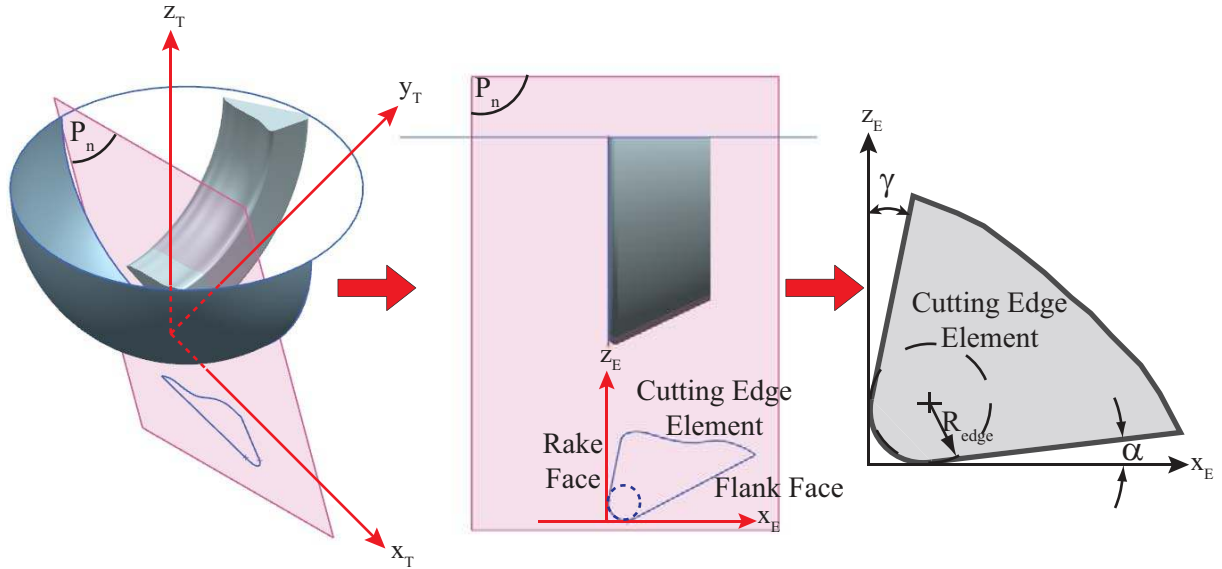 z_T
y_T
P_n
x_T
P_n
z_E
Cutting Edge
Element
Rake
Face
Flank Face
x_E
z_E
γ
Cutting Edge
Element
R_edge
α
x_E